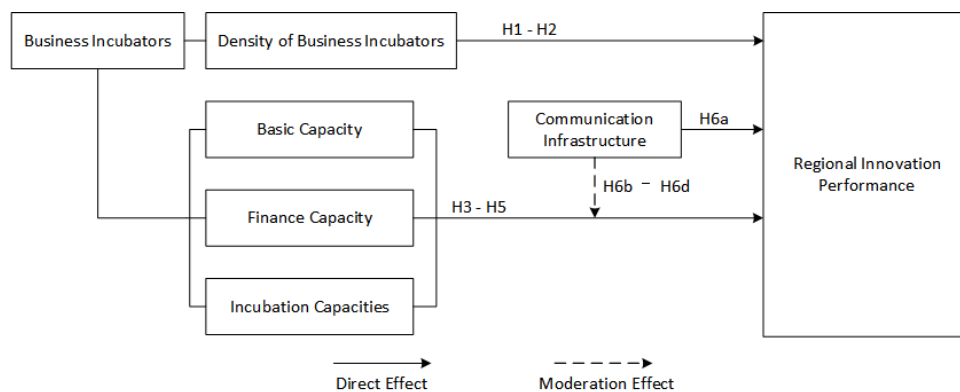 Business Incubators
Density of Business Incubators
H1 - H2
Basic Capacity
Communication
Infrastructure
H6a
Regional Innovation
Performance
H6b - H6d
Finance Capacity
H3 - H5
Incubation Capacities
Direct Effect
Moderation Effect